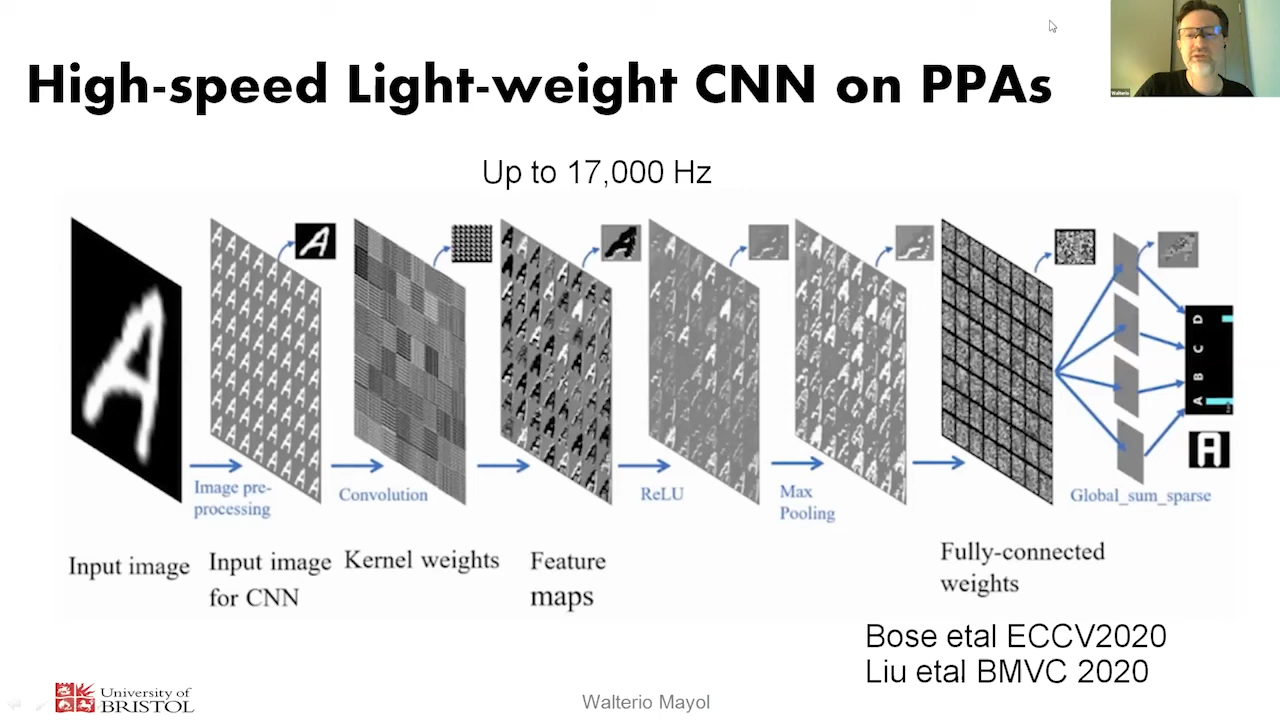 High-speed Light-weight CNN on PPAs
Walterio
Up to 17,000 Hz
Image pre-
processing
Convolution
ReLU
Max
Pooling
Global_sum_sparse
A B C D
Input image
Input image
for CNN
Kernel weights
Feature
maps
Fully-connected
weights
Bose etal ECCV2020
Liu etal BMVC 2020
University of
BRISTOL
Walterio Mayol